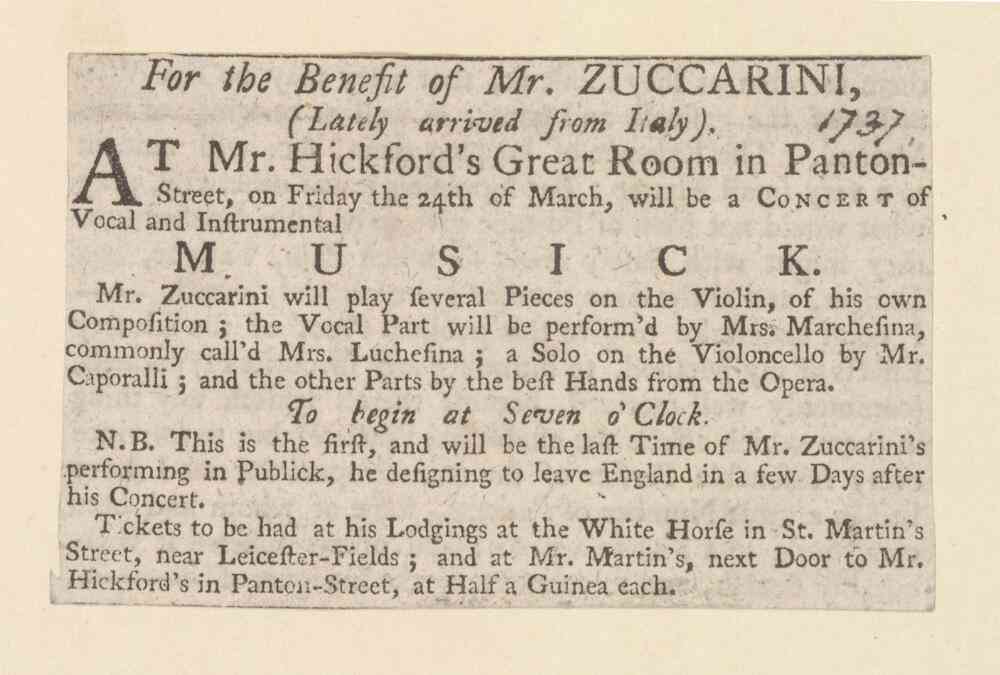 For the Benefit of Mr. ZUCCARINI,
(Lately arrived from Italy). 1737
AT Mr. Hickford's Great Room in Panton-
Street, on Friday the 24th of March, will be a CONCERT of
Vocal and Inſtrumental
M U S I C K.
Mr. Zuccarini will play ſeveral Pieces on the Violin, of his own
Compoſition ; the Vocal Part will be perform'd by Mrs. Marcheſina,
commonly call'd Mrs. Lucheſina ; a Solo on the Violoncello by Mr.
Caporalli ; and the other Parts by the beſt Hands from the Opera.
To begin at Seven o'Clock.
N.B. This is the firſt, and will be the laſt Time of Mr. Zuccarini's
performing in Publick, he deſigning to leave England in a few Days after
his Concert.
Tickets to be had at his Lodgings at the White Horſe in St. Martin's
Street, near Leiceſter-Fields ; and at Mr. Martin's, next Door to Mr.
Hickford's in Panton-Street, at Half a Guinea each.